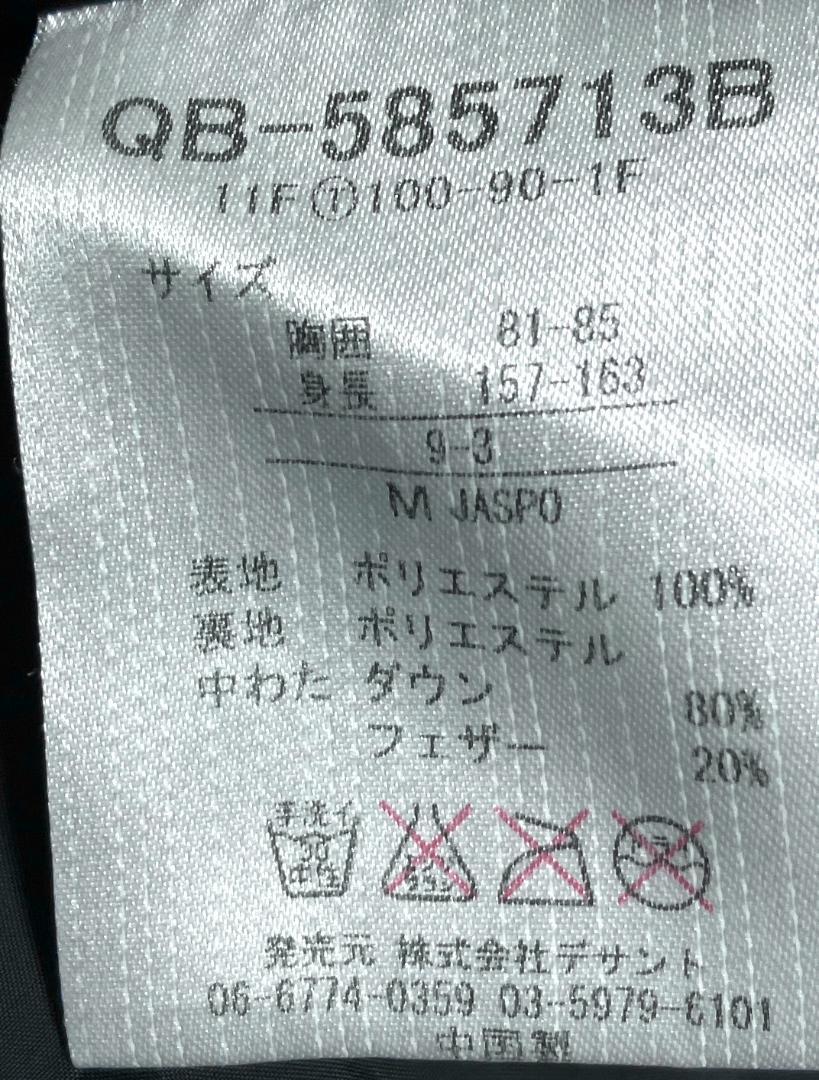 QB-585713B
11F①100-90-1F
サイズ
胸囲 81-85
身長 157-163
9-3
M JASPO
表地 ポリエステル 100%
裏地 ポリエステル
中わた ダウン 80%
フェザー 20%
手洗イ
30
中性
発売元 株式会社デサント
06-6774-0359 03-5979-6101
中国製